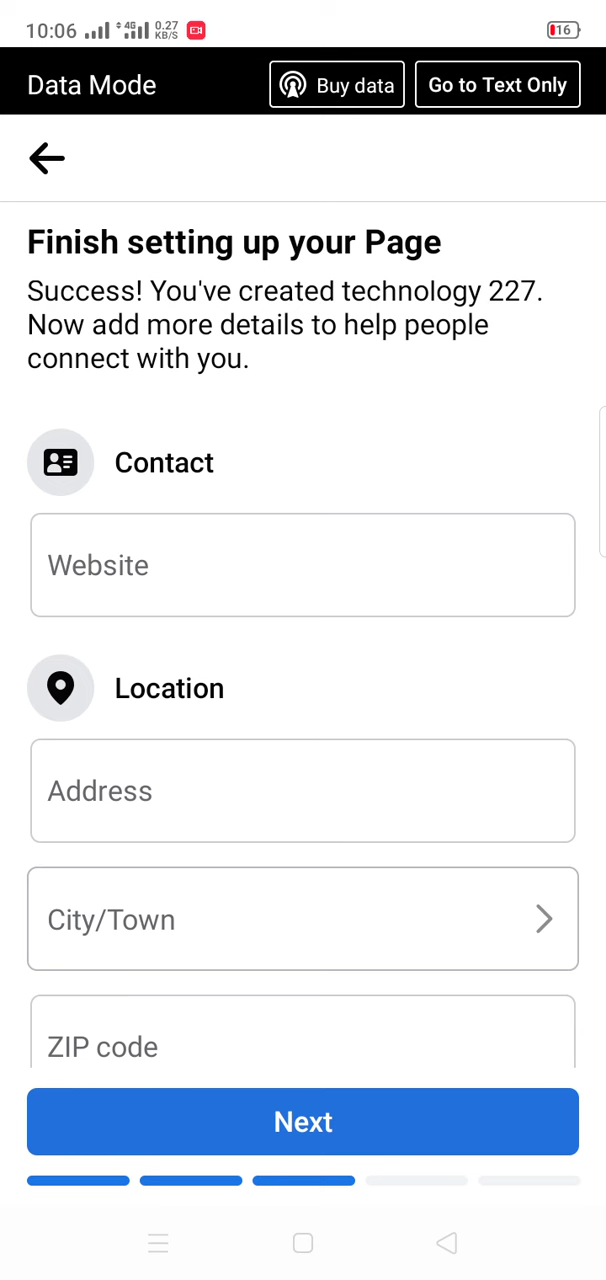 10:06 4G 0.27 KB/S 16
Data Mode Buy data Go to Text Only
Finish setting up your Page
Success! You've created technology 227.
Now add more details to help people
connect with you.
Contact
Website
Location
Address
City/Town
ZIP code
Next